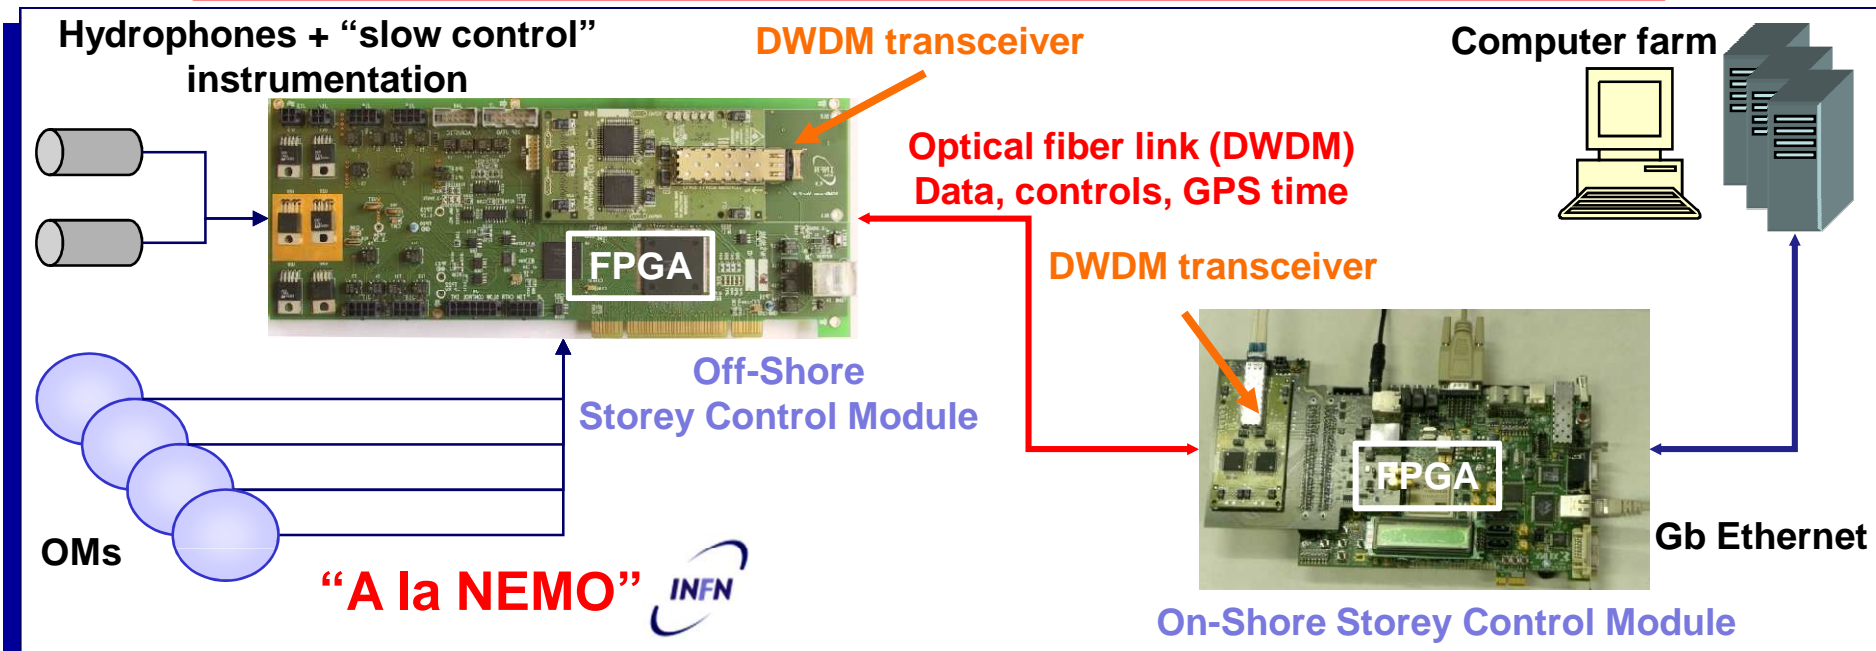 Hydrophones + “slow control”
instrumentation
DWDM transceiver
Computer farm
Optical fiber link (DWDM)
Data, controls, GPS time
FPGA
DWDM transceiver
Off-Shore
Storey Control Module
FPGA
OMs
“A la NEMO”
INFN
Gb Ethernet
On-Shore Storey Control Module